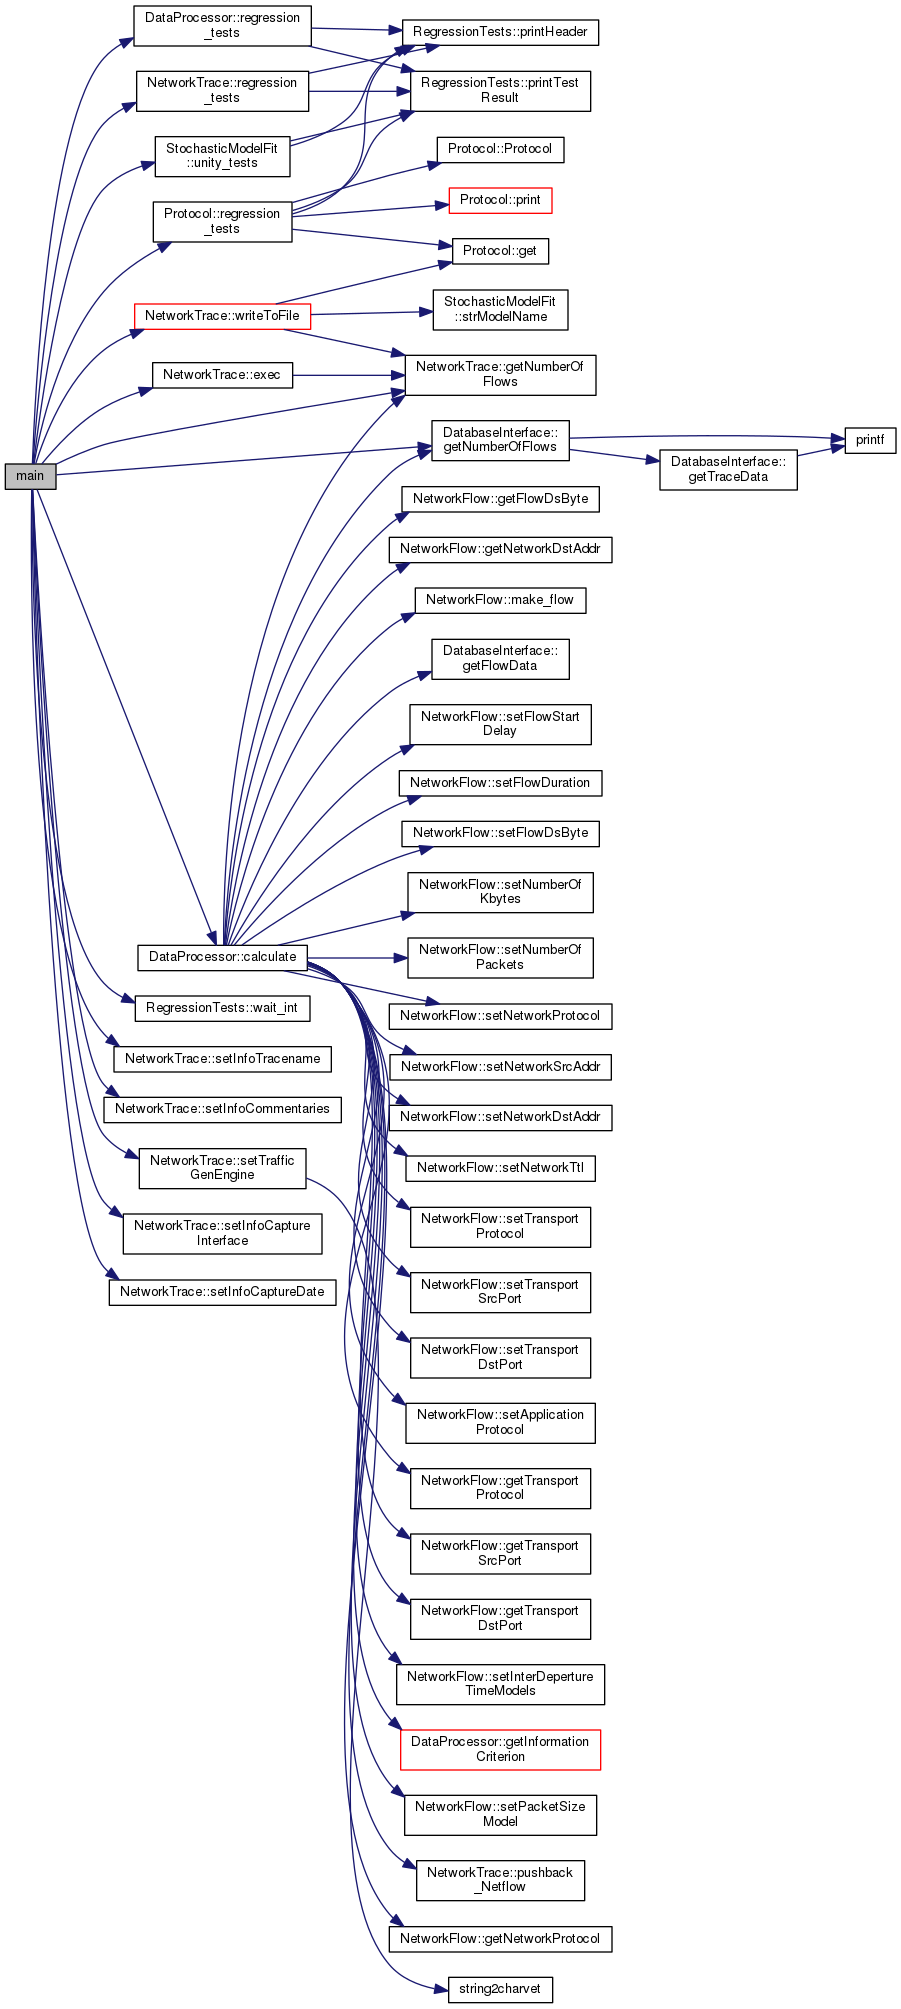 DataProcessor::regression
_tests
NetworkTrace::regression
_tests
StochasticModelFit
::unity_tests
Protocol::regression
_tests
NetworkTrace::writeToFile
NetworkTrace::exec
main
DataProcessor::calculate
RegressionTests::wait_int
NetworkTrace::setInfoTracename
NetworkTrace::setInfoCommentaries
NetworkTrace::setTraffic
GenEngine
NetworkTrace::setInfoCapture
Interface
NetworkTrace::setInfoCaptureDate
RegressionTests::printHeader
RegressionTests::printTest
Result
Protocol::Protocol
Protocol::print
Protocol::get
StochasticModelFit
::strModelName
NetworkTrace::getNumberOf
Flows
DatabaseInterface::
getNumberOfFlows
NetworkFlow::getFlowDsByte
NetworkFlow::getNetworkDstAddr
NetworkFlow::make_flow
DatabaseInterface::
getFlowData
NetworkFlow::setFlowStart
Delay
NetworkFlow::setFlowDuration
NetworkFlow::setFlowDsByte
NetworkFlow::setNumberOf
Kbytes
NetworkFlow::setNumberOf
Packets
NetworkFlow::setNetworkProtocol
NetworkFlow::setNetworkSrcAddr
NetworkFlow::setNetworkDstAddr
NetworkFlow::setNetworkTtl
NetworkFlow::setTransport
Protocol
NetworkFlow::setTransport
SrcPort
NetworkFlow::setTransport
DstPort
NetworkFlow::setApplication
Protocol
NetworkFlow::getTransport
Protocol
NetworkFlow::getTransport
SrcPort
NetworkFlow::getTransport
DstPort
NetworkFlow::setInterDeperture
TimeModels
DataProcessor::getInformation
Criterion
NetworkFlow::setPacketSize
Model
NetworkTrace::pushback
_Netflow
NetworkFlow::getNetworkProtocol
string2charvet
DatabaseInterface::
getTraceData
printf